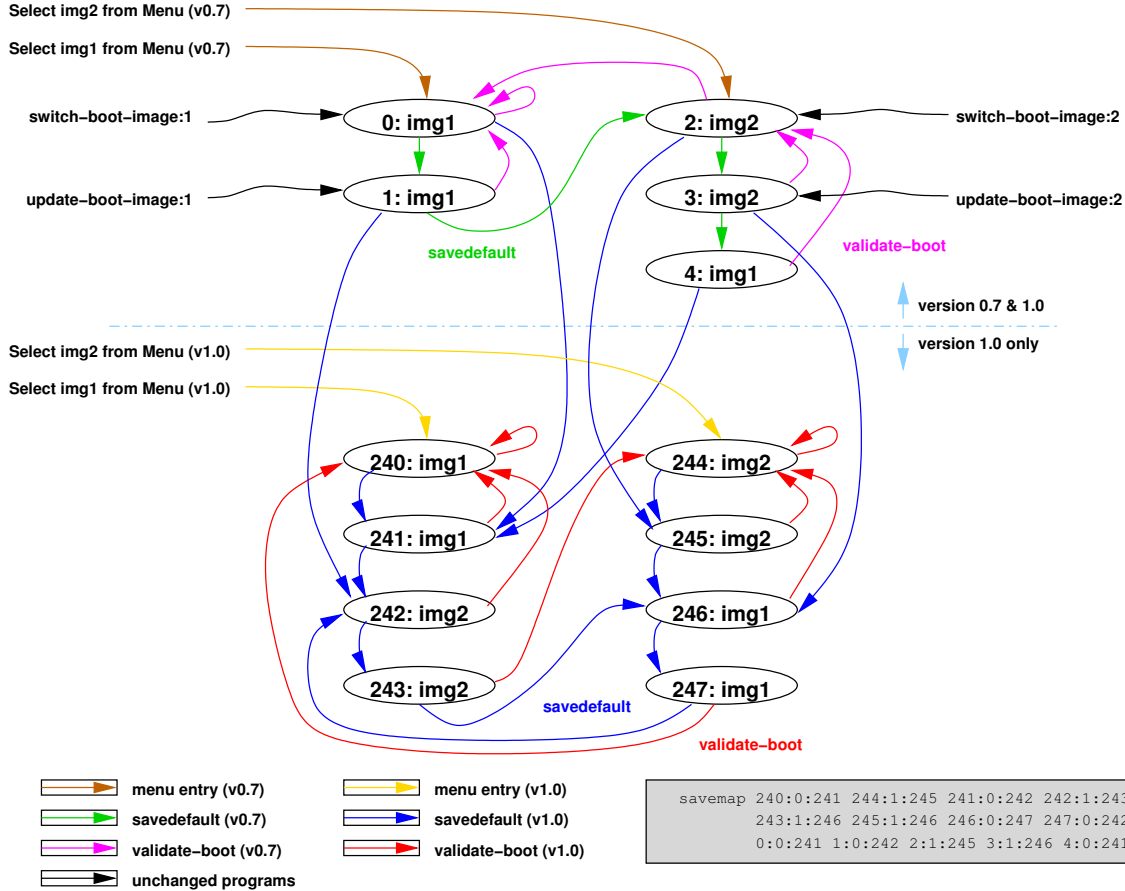 Select img2 from Menu (v0.7)
Select img1 from Menu (v0.7)
switch-boot-image:1
0: img1
2: img2
switch-boot-image:2
update-boot-image:1
1: img1
3: img2
update-boot-image:2
savedefault
validate-boot
4: img1
version 0.7 & 1.0
version 1.0 only
Select img2 from Menu (v1.0)
Select img1 from Menu (v1.0)
240: img1
244: img2
241: img1
245: img2
242: img2
246: img1
243: img2
247: img1
savedefault
validate-boot
menu entry (v0.7)
savedefault (v0.7)
validate-boot (v0.7)
unchanged programs
menu entry (v1.0)
savedefault (v1.0)
validate-boot (v1.0)
savemap 240:0:241 244:1:245 241:0:242 242:1:243
243:1:246 245:1:246 246:0:247 247:0:242
0:0:241 1:0:242 2:1:245 3:1:246 4:0:241